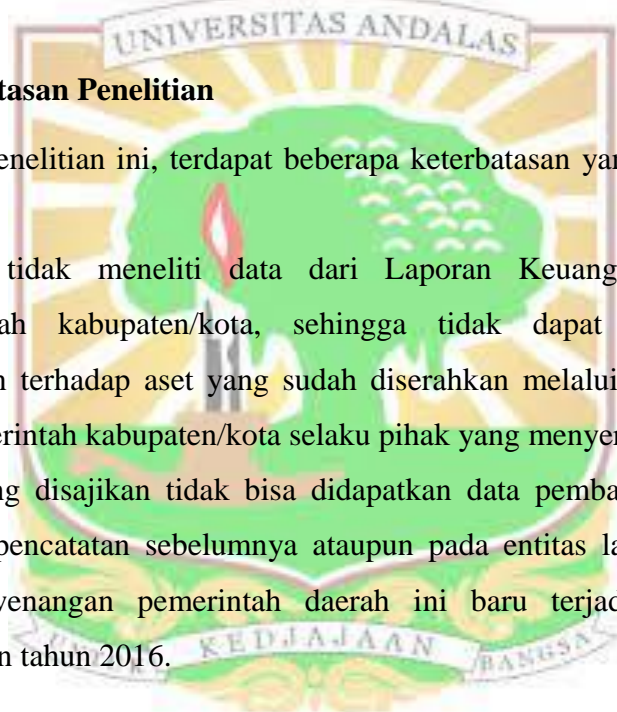 UNIVERSITAS ANDALAS
tasan Penelitian
enelitian ini, terdapat beberapa keterbatasan yan
tidak meneliti data dari Laporan Keuang
ah kabupaten/kota, sehingga tidak dapat
n terhadap aset yang sudah diserahkan melalui
erintah kabupaten/kota selaku pihak yang menyer
ng disajikan tidak bisa didapatkan data pemba
pencatatan sebelumnya ataupun pada entitas la
yenangan pemerintah daerah ini baru terjad
n tahun 2016.
KEDJAJAAN
BANGSA